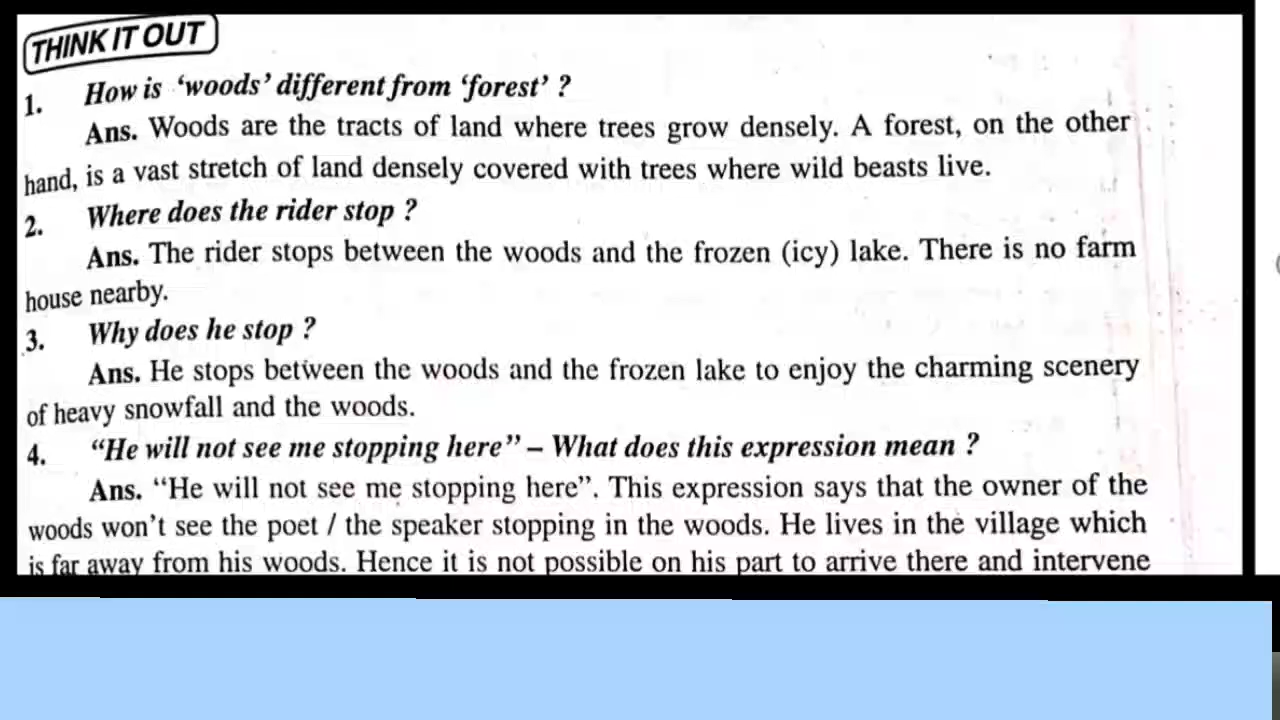 THINK IT OUT
1. How is ‘woods’ different from ‘forest’ ?
Ans. Woods are the tracts of land where trees grow densely. A forest, on the other
hand, is a vast stretch of land densely covered with trees where wild beasts live.
2. Where does the rider stop ?
Ans. The rider stops between the woods and the frozen (icy) lake. There is no farm
house nearby.
3. Why does he stop ?
Ans. He stops between the woods and the frozen lake to enjoy the charming scenery
of heavy snowfall and the woods.
4. “He will not see me stopping here” – What does this expression mean ?
Ans. “He will not see me stopping here”. This expression says that the owner of the
woods won’t see the poet / the speaker stopping in the woods. He lives in the village which
is far away from his woods. Hence it is not possible on his part to arrive there and intervene